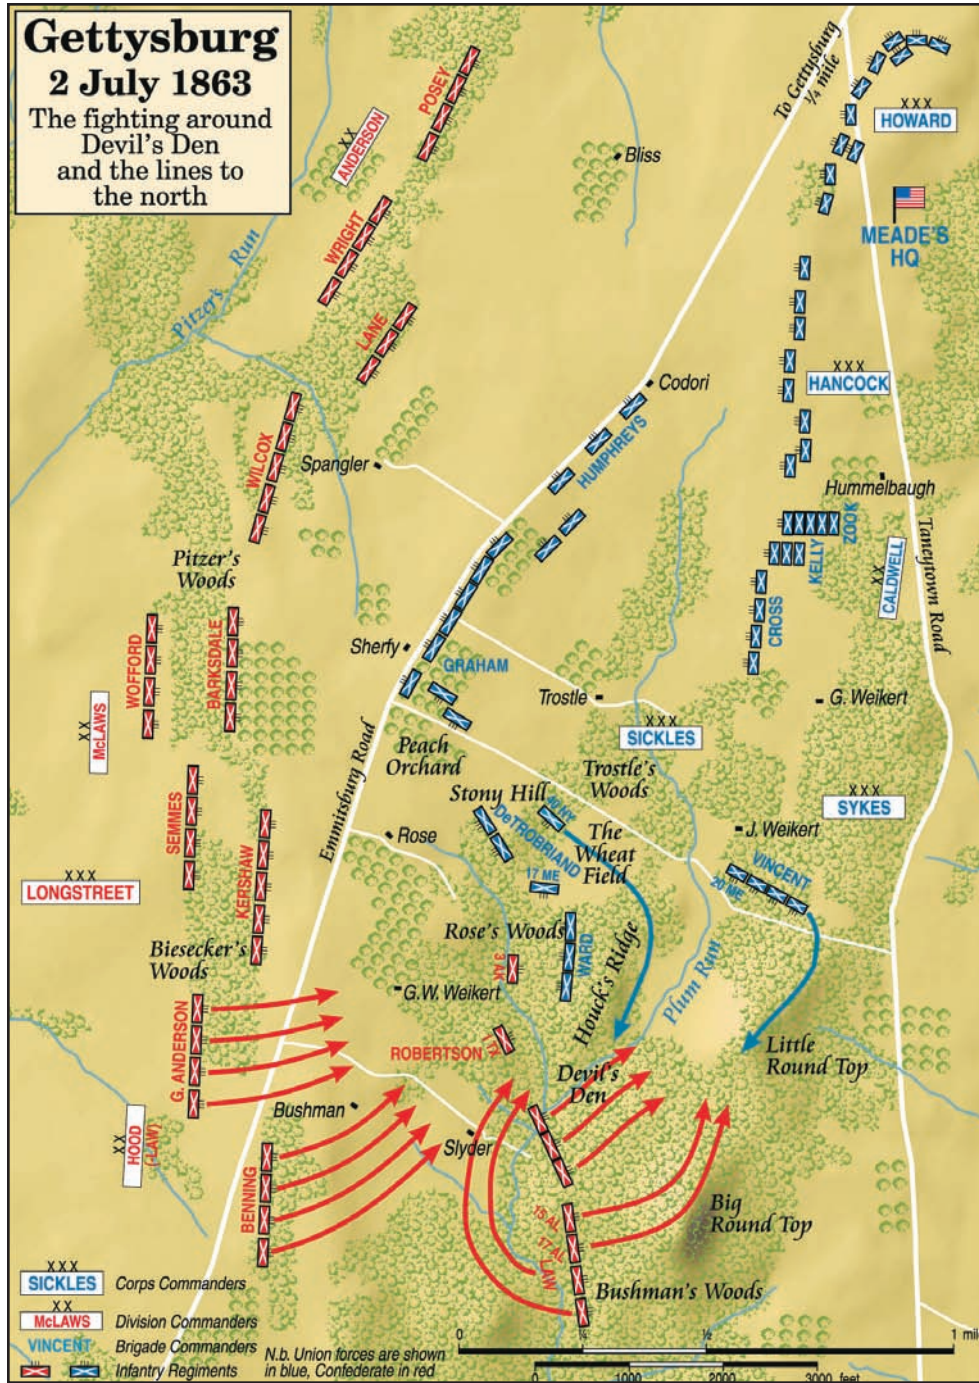 Gettysburg
2 July 1863
The fighting around
Devil's Den
and the lines to
the north
POSEY
XX
ANDERSON
WRIGHT
LANE
Pitzer's Run
WILCOX
Spangler
Pitzer's
Woods
Bliss
To Gettysburg
¼ mile
XXX
HOWARD
MEADE'S
HQ
XXX
HANCOCK
Codori
HUMPHREYS
Hummelbaugh
ZOOK
KELLY
CROSS
XX
CALDWELL
Taneytown Road
WOFFORD
BARKSDALE
Sherfy
GRAHAM
Trostle
G. Weikert
XX
McLAWS
XXX
SICKLES
Peach
Orchard
Emmitsburg Road
Trostle's
Woods
Stony Hill
40 NY
DeTROBRIAND
The
Wheat
Field
XXX
SYKES
J. Weikert
SEMMES
KERSHAW
Rose
17 ME
VINCENT
20 ME
XXX
LONGSTREET
Biesecker's
Woods
Rose's Woods
WARD
3 AK
Houck's Ridge
Plum Run
G.W. Weikert
G. ANDERSON
ROBERTSON
1 TX
Devil's
Den
Little
Round Top
Bushman
Slyder
XX
HOOD
(-LAW)
BENNING
15 AL
17 AL
LAW
Big
Round Top
Bushman's Woods
XXX
SICKLES
Corps Commanders
XX
McLAWS
Division Commanders
VINCENT
Brigade Commanders
Infantry Regiments
N.b. Union forces are shown
in blue, Confederate in red
0 ¼ ½ 1 mile
0 1000 2000 3000 feet